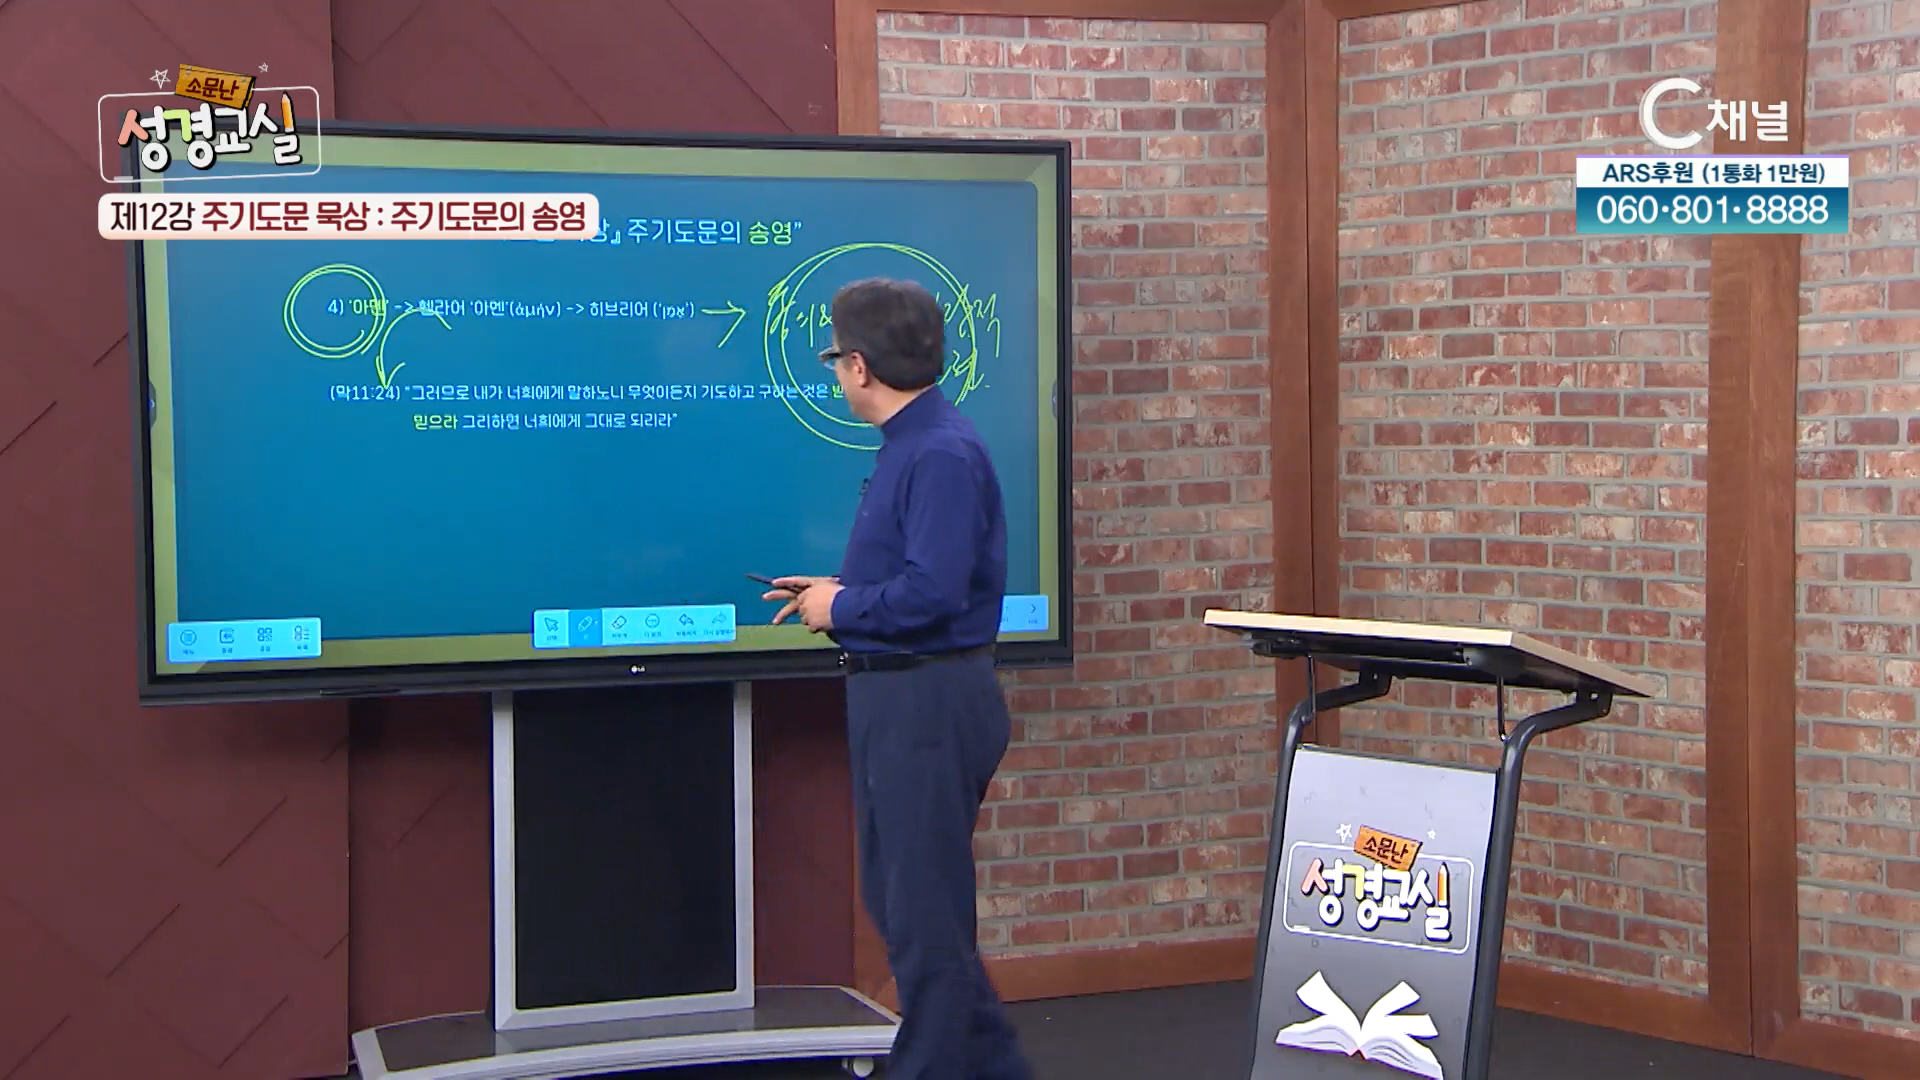 소문난
성경교실
제12강 주기도문 묵상 : 주기도문의 송영
C채널
ARS후원 (1통화 1만원)
060·801·8888
상』 주기도문의 송영”
4) '아멘' -> 헬라어 '아멘'(ἀμήν) -> 히브리어 ('אָמֵן)
(막11:24) “그러므로 내가 너희에게 말하노니 무엇이든지 기도하고 구하는 것은 받
믿으라 그리하면 너희에게 그대로 되리라”
LG
소문난
성경교실